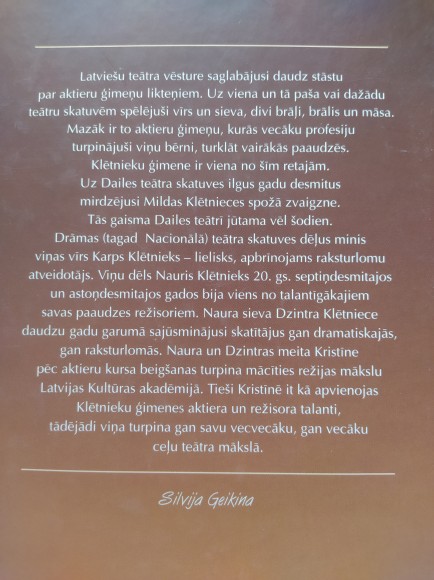 Latviešu teātra vēsture saglabājusi daudz stāstu
par aktieru ģimeņu likteņiem. Uz viena un tā paša vai dažādu
teātru skatuvēm spēlējuši vīrs un sieva, divi brāļi, brālis un māsa.
Mazāk ir to aktieru ģimeņu, kurās vecāku profesiju
turpinājuši viņu bērni, turklāt vairākās paaudzēs.
Klētnieku ģimene ir viena no šīm retajām.
Uz Dailes teātra skatuves ilgus gadu desmitus
mirdzējusi Mildas Klētnieces spožā zvaigzne.
Tās gaisma Dailes teātrī jūtama vēl šodien.
Drāmas (tagad Nacionālā) teātra skatuves dēļus minis
viņas vīrs Karps Klētnieks – lielisks, apbrīnojams raksturlomu
atveidotājs. Viņu dēls Nauris Klētnieks 20. gs. septiņdesmitajos
un astoņdesmitajos gados bija viens no talantīgākajiem
savas paaudzes režisoriem. Naura sieva Dzintra Klētniece
daudzu gadu garumā sajūsminājusi skatītājus gan dramatiskajās,
gan raksturlomās. Naura un Dzintras meita Kristīne
pēc aktieru kursa beigšanas turpina mācīties režijas mākslu
Latvijas Kultūras akadēmijā. Tieši Kristīnē it kā apvienojas
Klētnieku ģimenes aktiera un režisora talanti,
tādējādi viņa turpina gan savu vecvecāku, gan vecāku
ceļu teātra mākslā.
Silvija Geikina